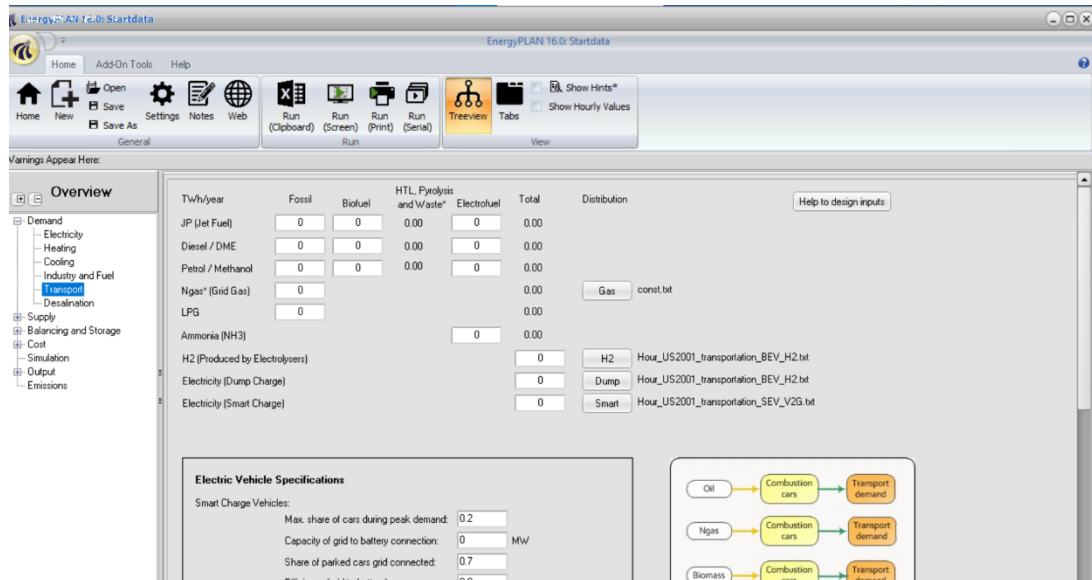 EnergyPLAN 16.0: Startdata
EnergyPLAN 16.0: Startdata
Home Add-On Tools Help
Open
Save
Save As
Home New Settings Notes Web
General
Run (Clipboard)
Run (Screen)
Run (Print)
Run (Serial)
Run
Treeview Tabs
Show Hints*
Show Hourly Values
View
Warnings Appear Here:
Overview
Demand
Electricity
Heating
Cooling
Industry and Fuel
Transport
Desalination
Supply
Balancing and Storage
Cost
Simulation
Output
Emissions
TWh/year Fossil Biofuel HTL, Pyrolysis and Waste* Electrofuel Total Distribution
Help to design inputs
JP (Jet Fuel) 0 0 0.00 0 0.00
Diesel / DME 0 0 0.00 0 0.00
Petrol / Methanol 0 0 0.00 0 0.00
Ngas* (Grid Gas) 0 0.00 Gas const.txt
LPG 0 0.00
Ammonia (NH3) 0 0.00
H2 (Produced by Electrolysers) 0 H2 Hour_US2001_transportation_BEV_H2.txt
Electricity (Dump Charge) 0 Dump Hour_US2001_transportation_BEV_H2.txt
Electricity (Smart Charge) 0 Smart Hour_US2001_transportation_SEV_V2G.txt
Electric Vehicle Specifications
Smart Charge Vehicles:
Max. share of cars during peak demand: 0.2
Capacity of grid to battery connection: 0 MW
Share of parked cars grid connected: 0.7
Oil Combustion cars Transport demand
Ngas Combustion cars Transport demand
Biomass Combustion cars Transport demand